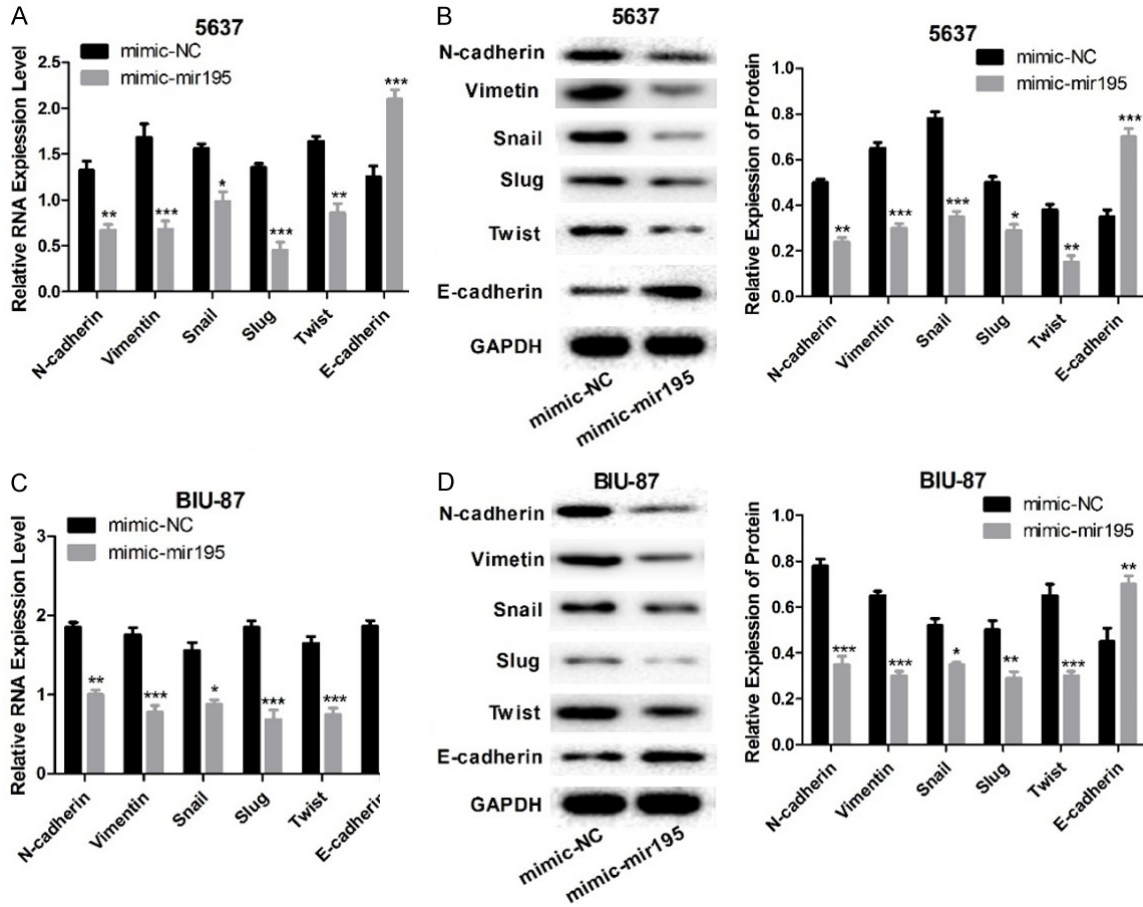 A
5637
mimic-NC
mimic-mir195
Relative RNA Expiession Level
2.5
2.0
1.5
1.0
0.5
0.0
** *** * *** ** ***
N-cadherin
Vimentin
Snail
Slug
Twist
E-cadherin
B
5637
N-cadherin
Vimetin
Snail
Slug
Twist
E-cadherin
GAPDH
mimic-NC
mimic-mir195
5637
mimic-NC
mimic-mir195
Relative Expiession of Protein
1.0
0.8
0.6
0.4
0.2
0.0
** *** *** * ** ***
N-cadherin
Vimentin
Snail
Slug
Twist
E-cadherin
C
BIU-87
mimic-NC
mimic-mir195
Relative RNA Expiession Level
3
2
1
0
** *** * *** ***
N-cadherin
Vimentin
Snail
Slug
Twist
E-cadherin
D
BIU-87
N-cadherin
Vimetin
Snail
Slug
Twist
E-cadherin
GAPDH
mimic-NC
mimic-mir195
BIU-87
mimic-NC
mimic-mir195
Relative Expiession of Protein
1.0
0.8
0.6
0.4
0.2
0.0
*** *** * ** *** **
N-cadherin
Vimentin
Snail
Slug
Twist
E-cadherin